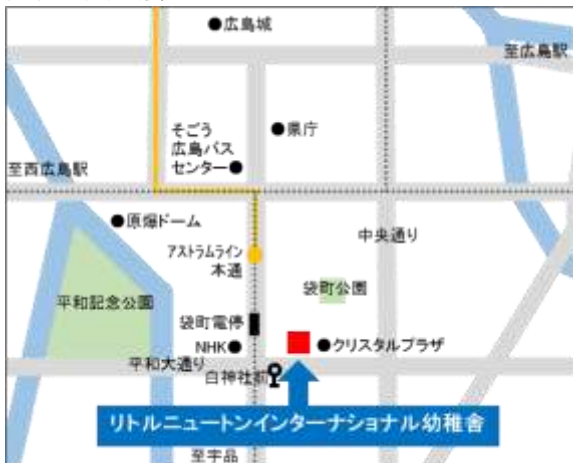 ●広島城
至広島駅
そごう
広島バス
センター●
●県庁
至西広島駅
●原爆ドーム
中央通り
アストラムライン
本通
袋町公園
平和記念公園
袋町電停
NHK●
●クリスタルプラザ
平和大通り
白神社前
リトルニュートンインターナショナル幼稚舎
至宇品